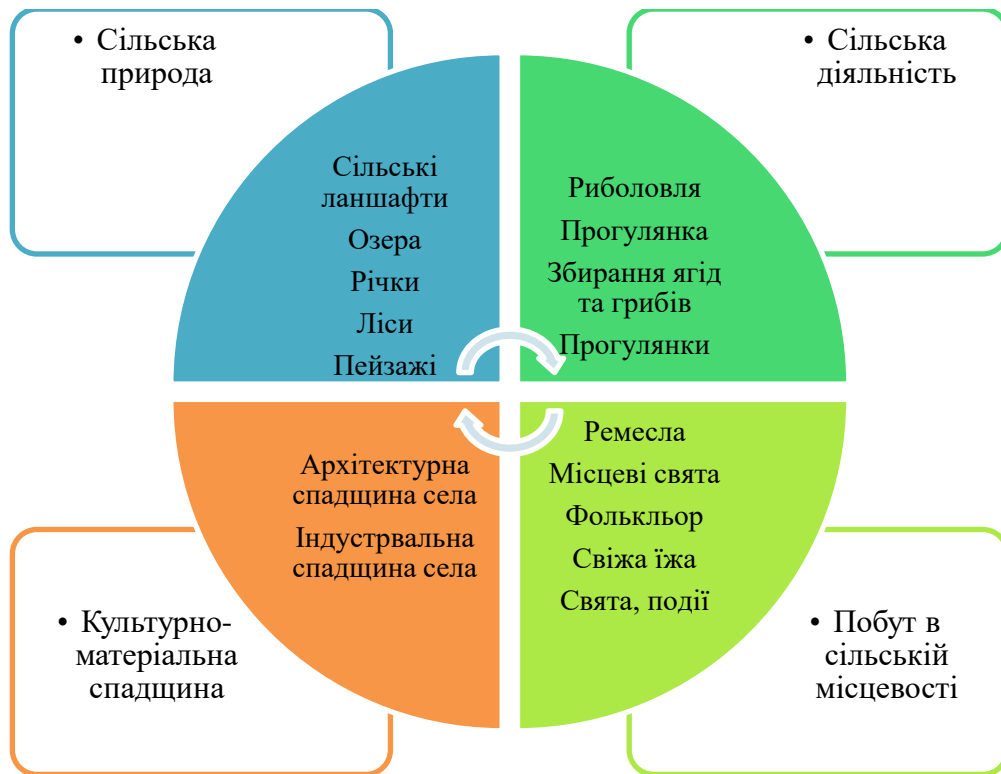 • Сільська
природа
Сільські
ланшафти
Озера
Річки
Ліси
Пейзажі
• Сільська
діяльність
Риболовля
Прогулянка
Збирання ягід
та грибів
Прогулянки
Архітектурна
спадщина села
Індустрвальна
спадщина села
• Культурно-
матеріальна
спадщина
Ремесла
Місцеві свята
Фольткльор
Свіжа їжа
Свята, події
• Побут в
сільській
місцевості